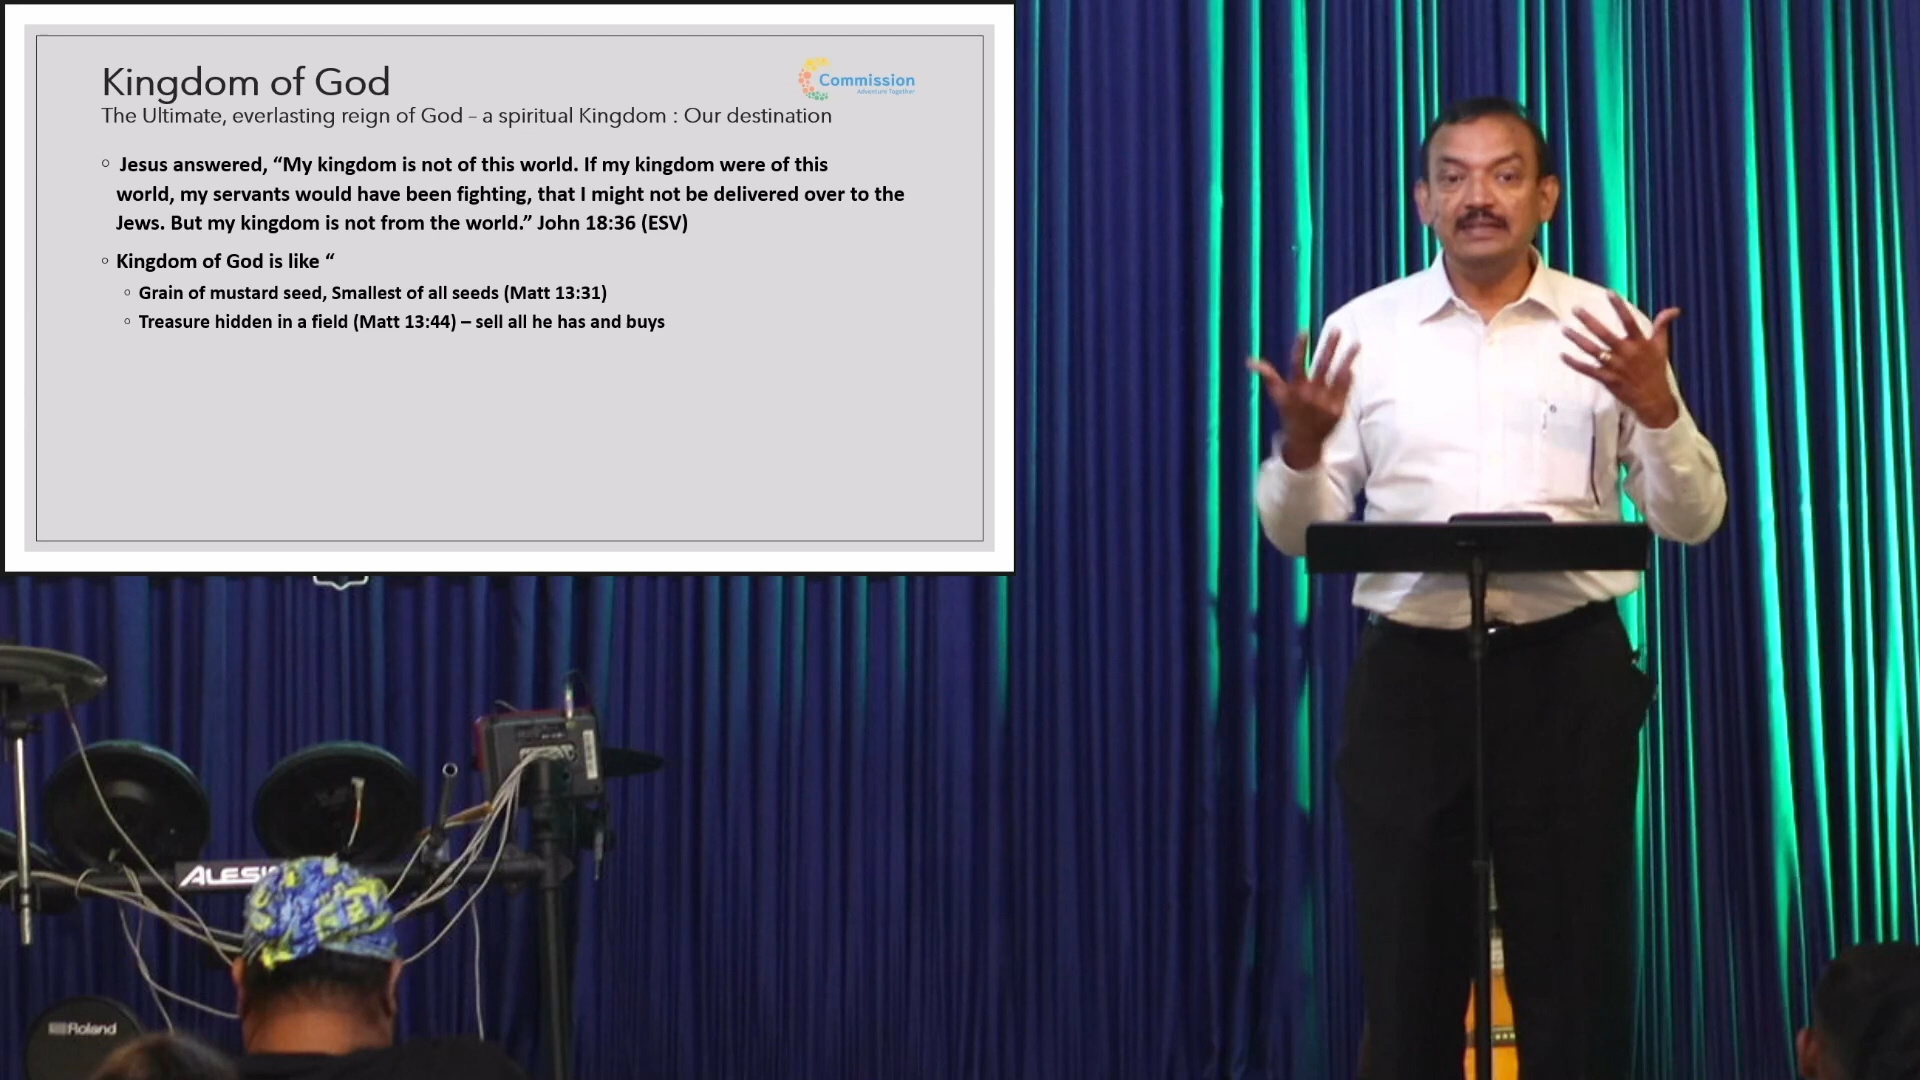 Kingdom of God
Commission
Adventure Together
The Ultimate, everlasting reign of God – a spiritual Kingdom : Our destination
Jesus answered, “My kingdom is not of this world. If my kingdom were of this
world, my servants would have been fighting, that I might not be delivered over to the
Jews. But my kingdom is not from the world.” John 18:36 (ESV)
Kingdom of God is like “
Grain of mustard seed, Smallest of all seeds (Matt 13:31)
Treasure hidden in a field (Matt 13:44) – sell all he has and buys
ALESI
Roland